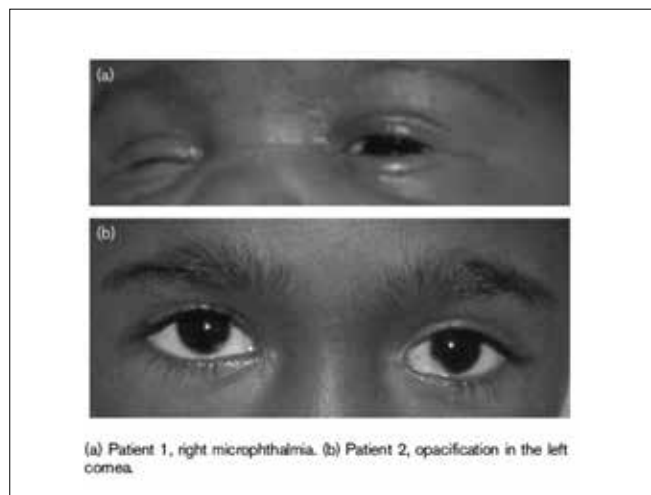 (a)
(b)
(a) Patient 1, right microphthalmia. (b) Patient 2, opacification in the left
cornea.